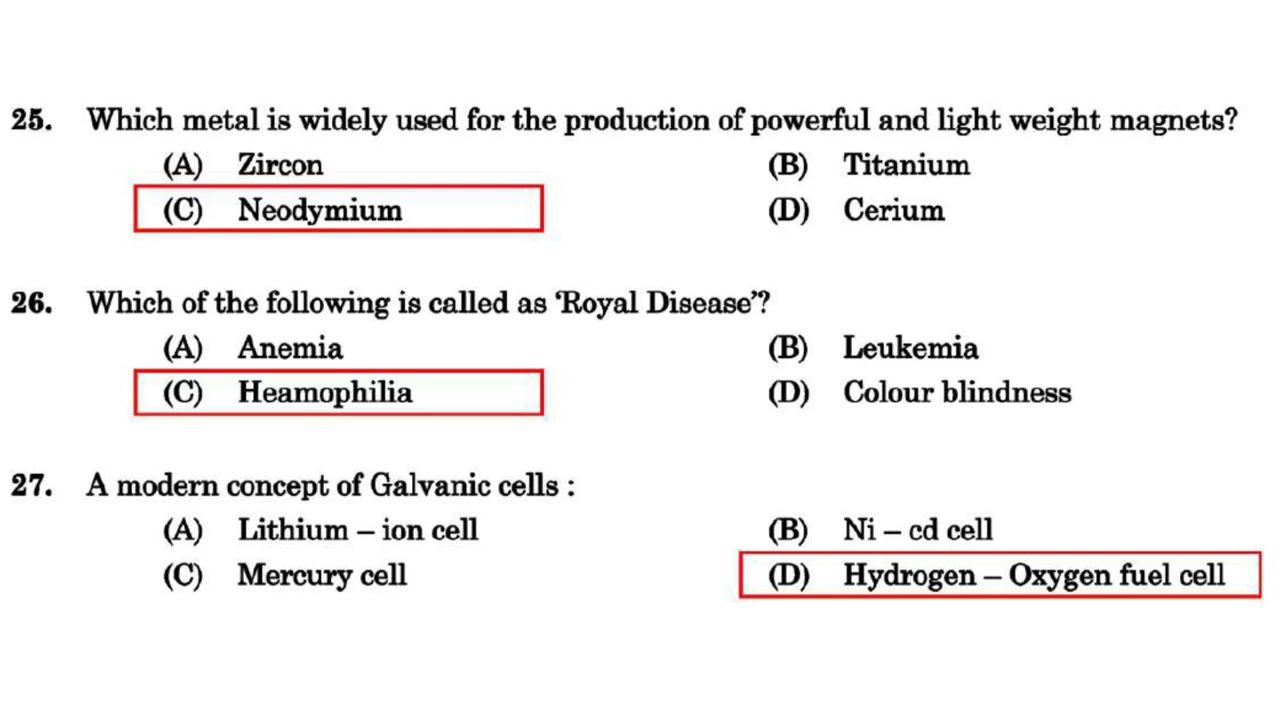 25. Which metal is widely used for the production of powerful and light weight magnets?
(A) Zircon (B) Titanium
(C) Neodymium (D) Cerium
26. Which of the following is called as ‘Royal Disease’?
(A) Anemia (B) Leukemia
(C) Heamophilia (D) Colour blindness
27. A modern concept of Galvanic cells :
(A) Lithium – ion cell (B) Ni – cd cell
(C) Mercury cell (D) Hydrogen – Oxygen fuel cell